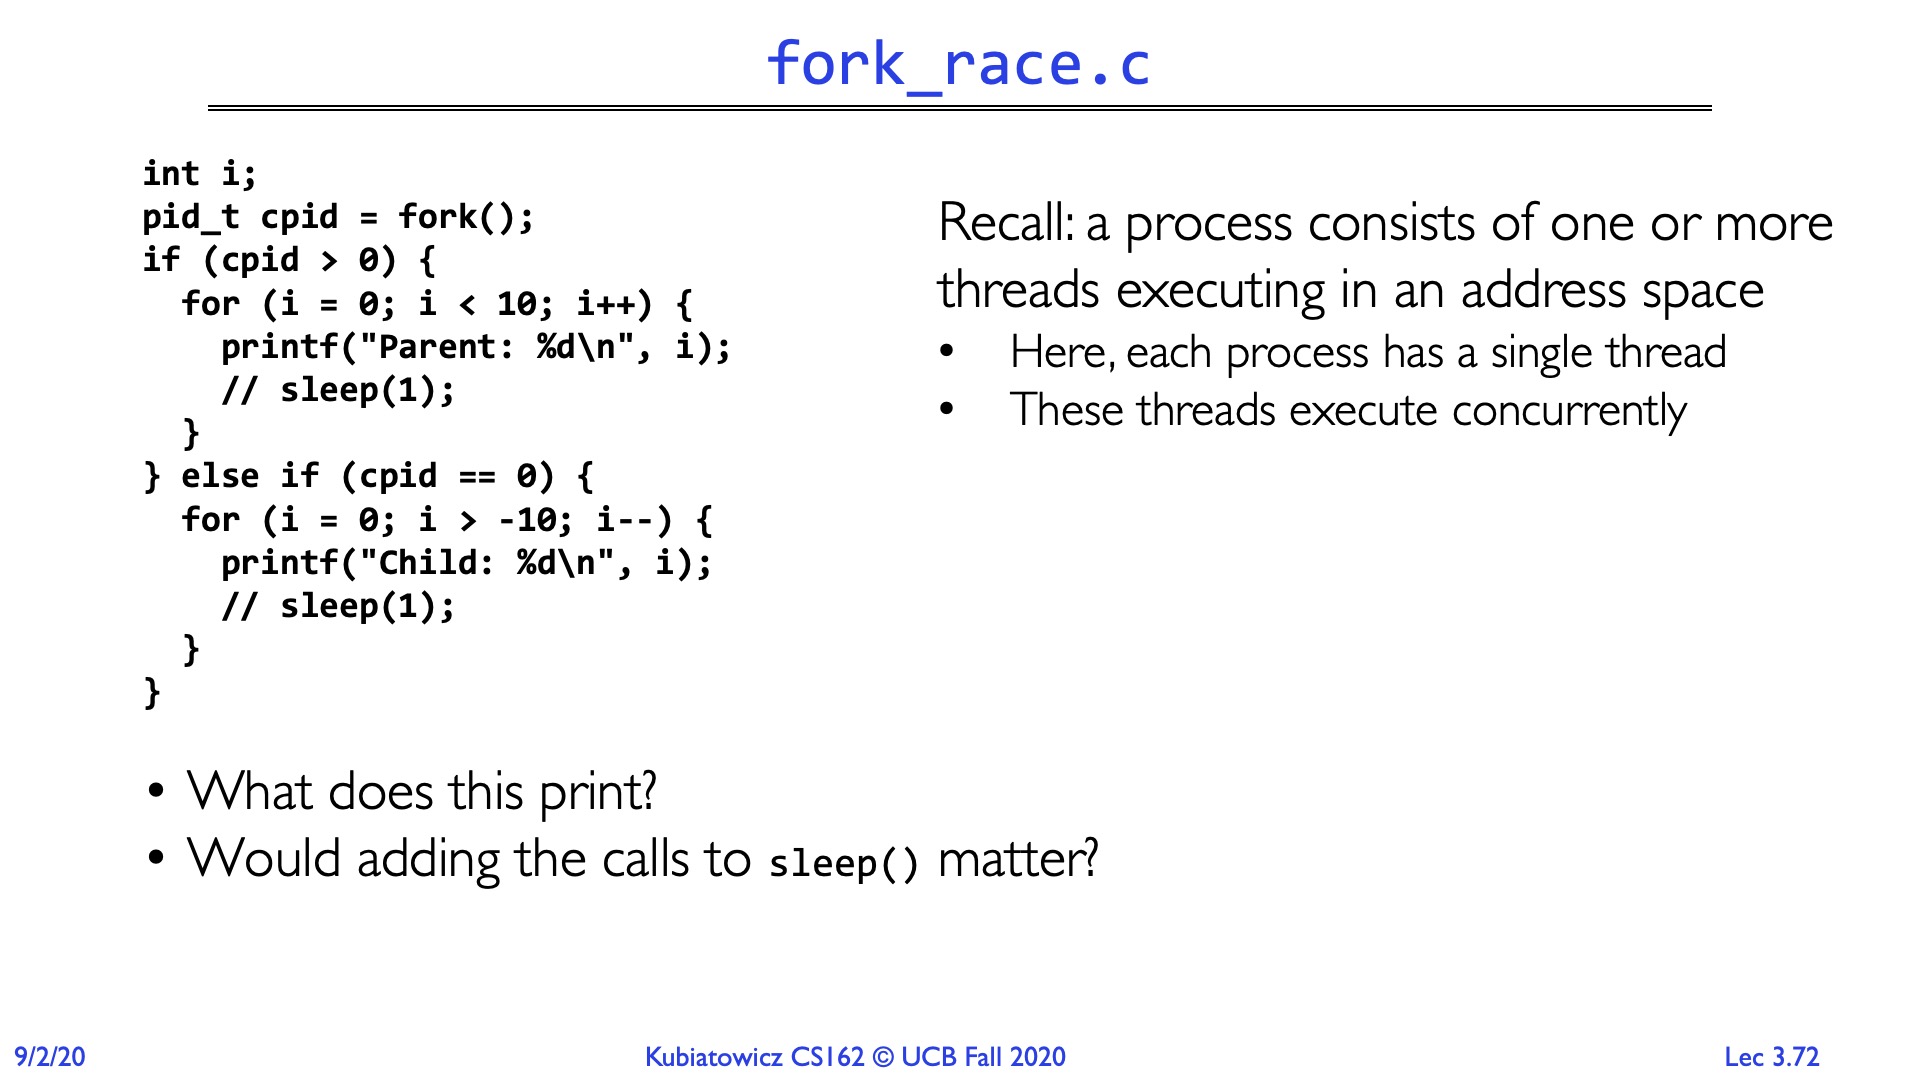 fork_race.c
int i;
pid_t cpid = fork();
if (cpid > 0) {
  for (i = 0; i < 10; i++) {
    printf("Parent: %d\n", i);
    // sleep(1);
  }
} else if (cpid == 0) {
  for (i = 0; i > -10; i--) {
    printf("Child: %d\n", i);
    // sleep(1);
  }
}
Recall: a process consists of one or more
threads executing in an address space
• Here, each process has a single thread
• These threads execute concurrently
• What does this print?
• Would adding the calls to sleep() matter?
9/2/20
Kubiatowicz CS162 © UCB Fall 2020
Lec 3.72